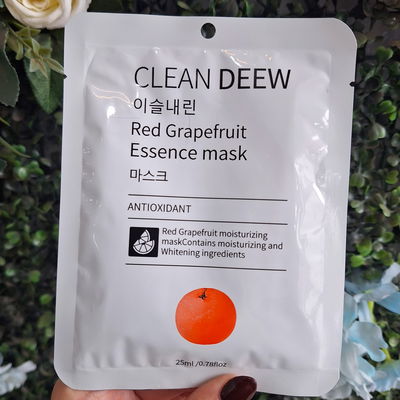 CLEAN DEEW
이슬내린
Red Grapefruit
Essence mask
마스크
ANTIOXIDANT
Red Grapefruit moisturizing
maskContains moisturizing and
Whitening ingredients
25ml /0.78floz